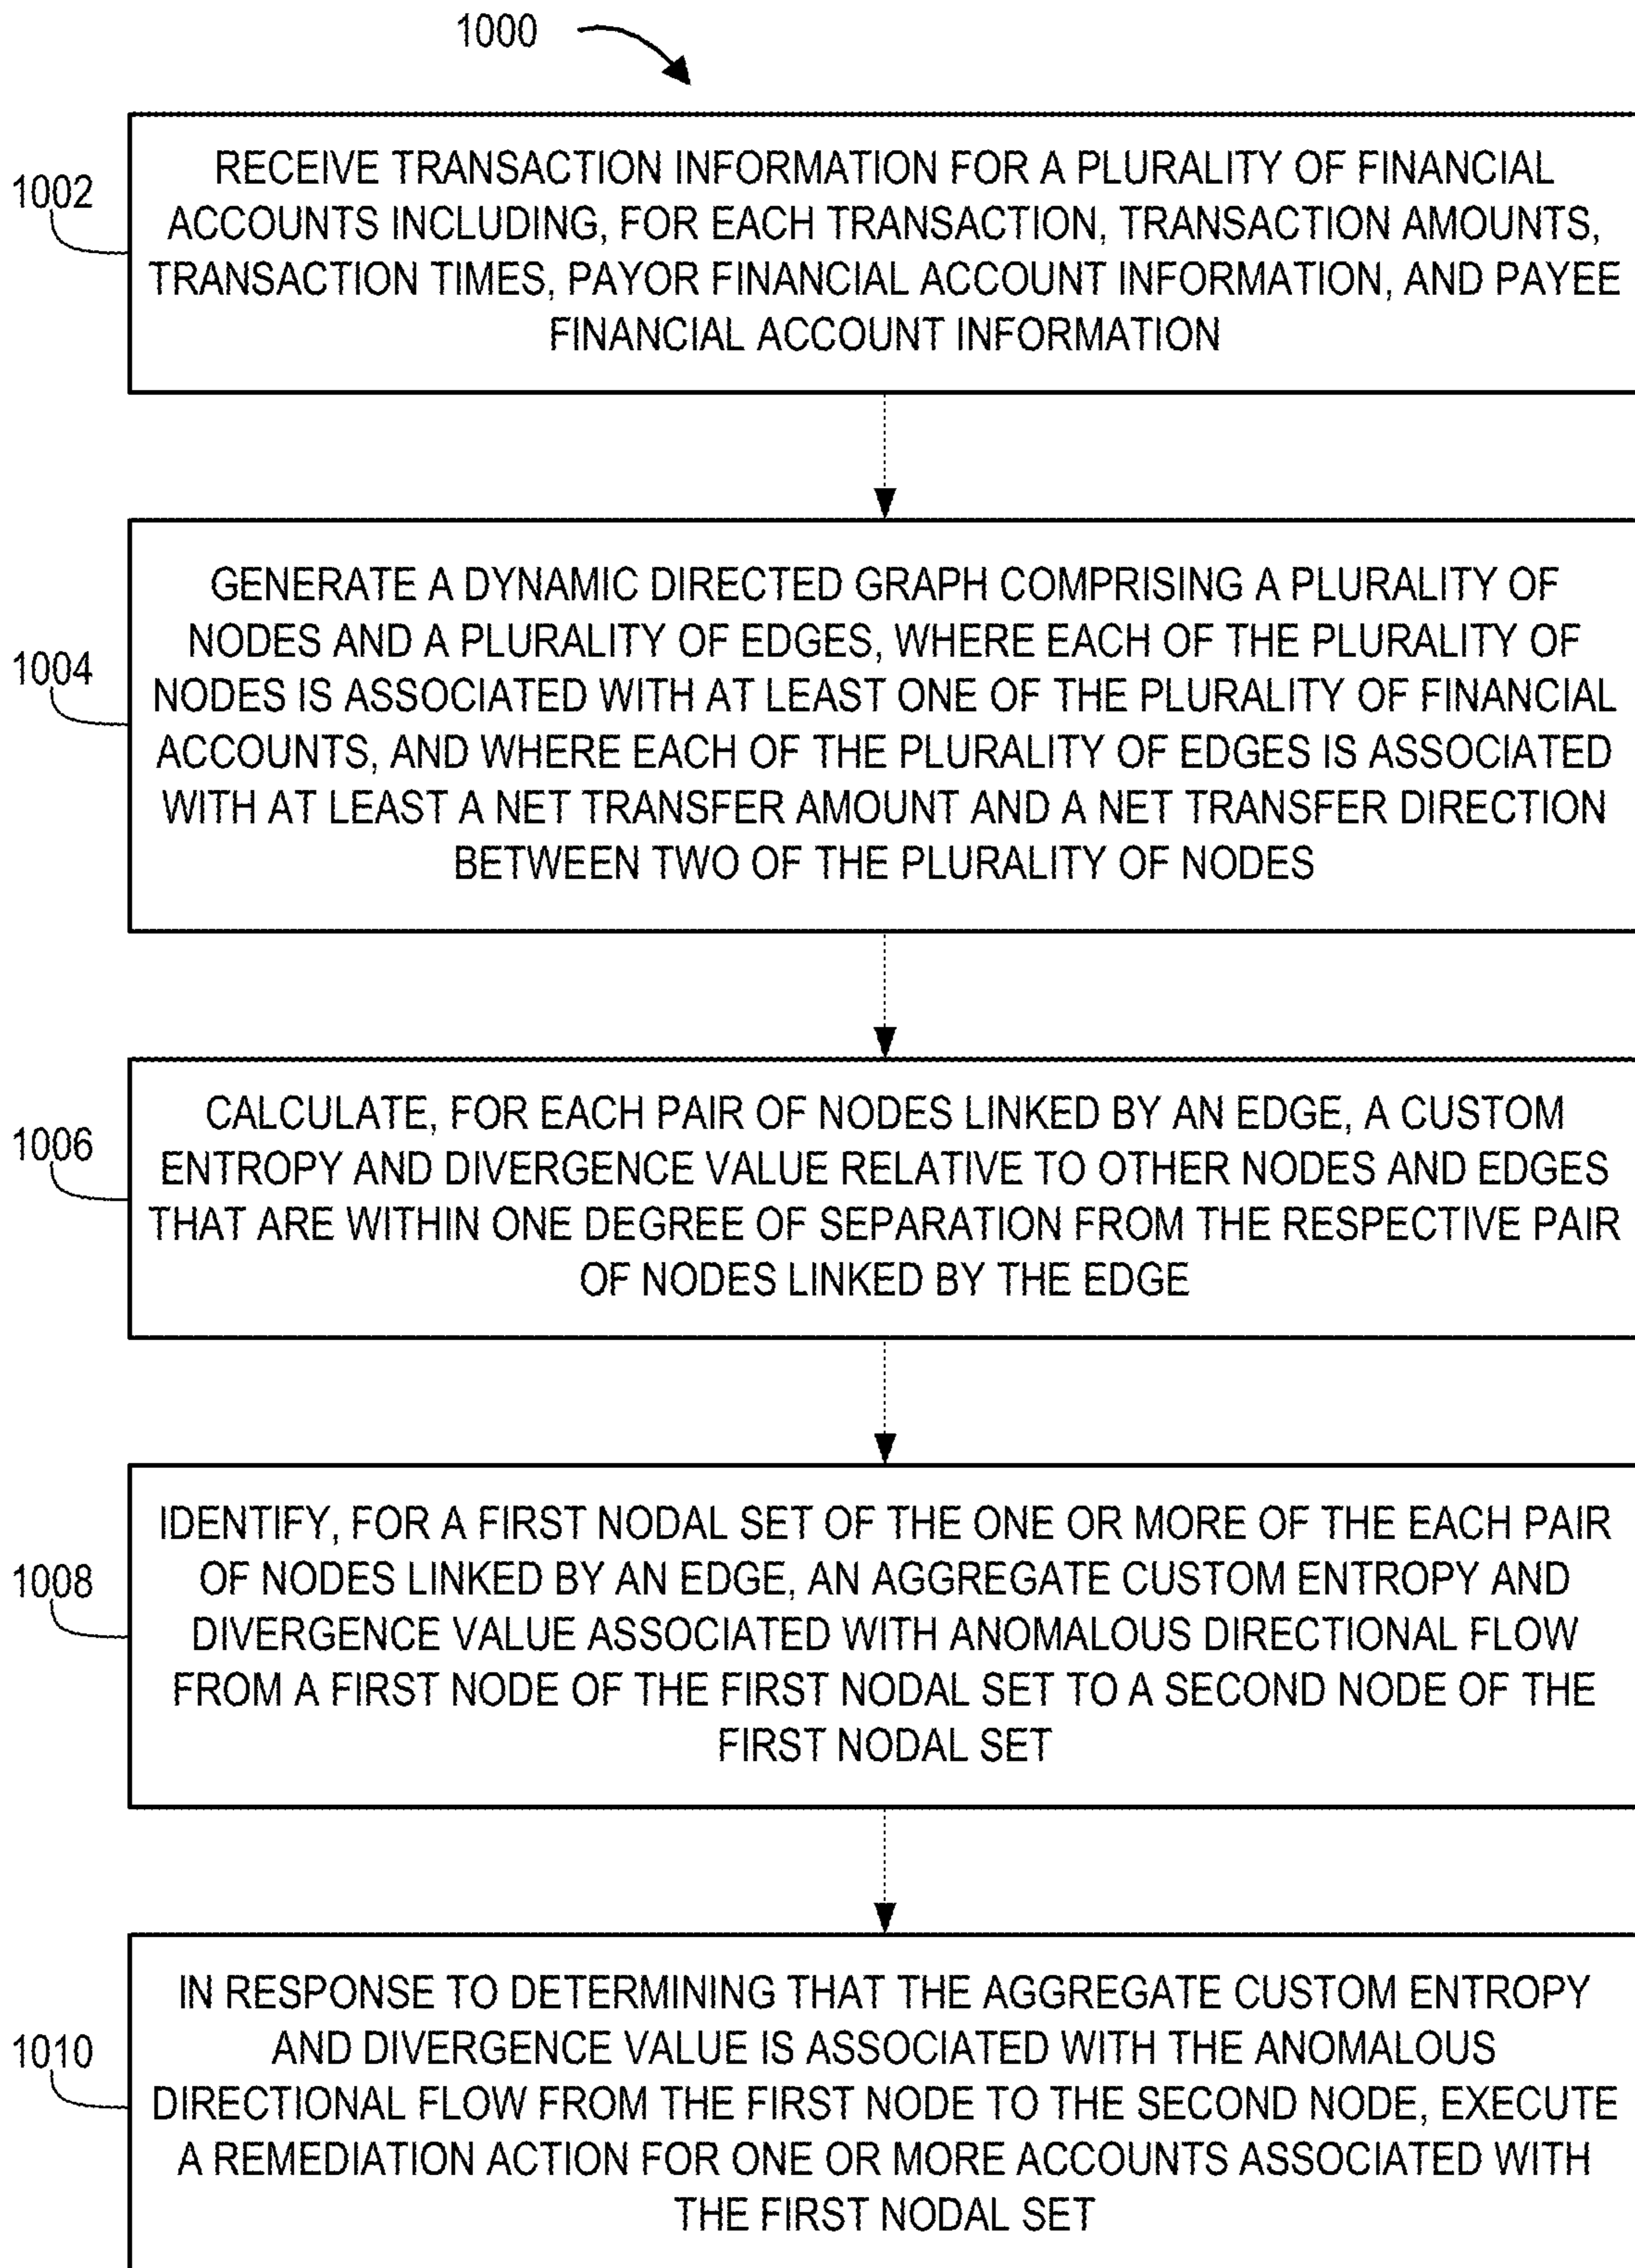 1000
1002
RECEIVE TRANSACTION INFORMATION FOR A PLURALITY OF FINANCIAL
ACCOUNTS INCLUDING, FOR EACH TRANSACTION, TRANSACTION AMOUNTS,
TRANSACTION TIMES, PAYOR FINANCIAL ACCOUNT INFORMATION, AND PAYEE
FINANCIAL ACCOUNT INFORMATION
1004
GENERATE A DYNAMIC DIRECTED GRAPH COMPRISING A PLURALITY OF
NODES AND A PLURALITY OF EDGES, WHERE EACH OF THE PLURALITY OF
NODES IS ASSOCIATED WITH AT LEAST ONE OF THE PLURALITY OF FINANCIAL
ACCOUNTS, AND WHERE EACH OF THE PLURALITY OF EDGES IS ASSOCIATED
WITH AT LEAST A NET TRANSFER AMOUNT AND A NET TRANSFER DIRECTION
BETWEEN TWO OF THE PLURALITY OF NODES
1006
CALCULATE, FOR EACH PAIR OF NODES LINKED BY AN EDGE, A CUSTOM
ENTROPY AND DIVERGENCE VALUE RELATIVE TO OTHER NODES AND EDGES
THAT ARE WITHIN ONE DEGREE OF SEPARATION FROM THE RESPECTIVE PAIR
OF NODES LINKED BY THE EDGE
1008
IDENTIFY, FOR A FIRST NODAL SET OF THE ONE OR MORE OF THE EACH PAIR
OF NODES LINKED BY AN EDGE, AN AGGREGATE CUSTOM ENTROPY AND
DIVERGENCE VALUE ASSOCIATED WITH ANOMALOUS DIRECTIONAL FLOW
FROM A FIRST NODE OF THE FIRST NODAL SET TO A SECOND NODE OF THE
FIRST NODAL SET
1010
IN RESPONSE TO DETERMINING THAT THE AGGREGATE CUSTOM ENTROPY
AND DIVERGENCE VALUE IS ASSOCIATED WITH THE ANOMALOUS
DIRECTIONAL FLOW FROM THE FIRST NODE TO THE SECOND NODE, EXECUTE
A REMEDIATION ACTION FOR ONE OR MORE ACCOUNTS ASSOCIATED WITH
THE FIRST NODAL SET